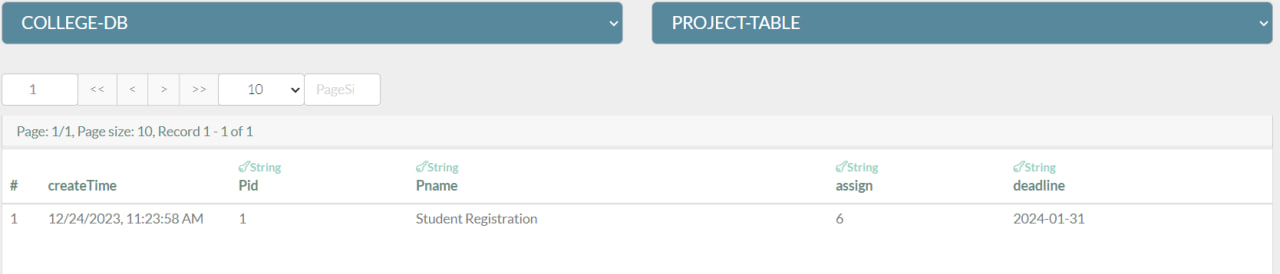 COLLEGE-DB PROJECT-TABLE
1 << < > >> 10 PageSi
Page: 1/1, Page size: 10, Record 1 - 1 of 1
String String String String
# createTime Pid Pname assign deadline
1 12/24/2023, 11:23:58 AM 1 Student Registration 6 2024-01-31